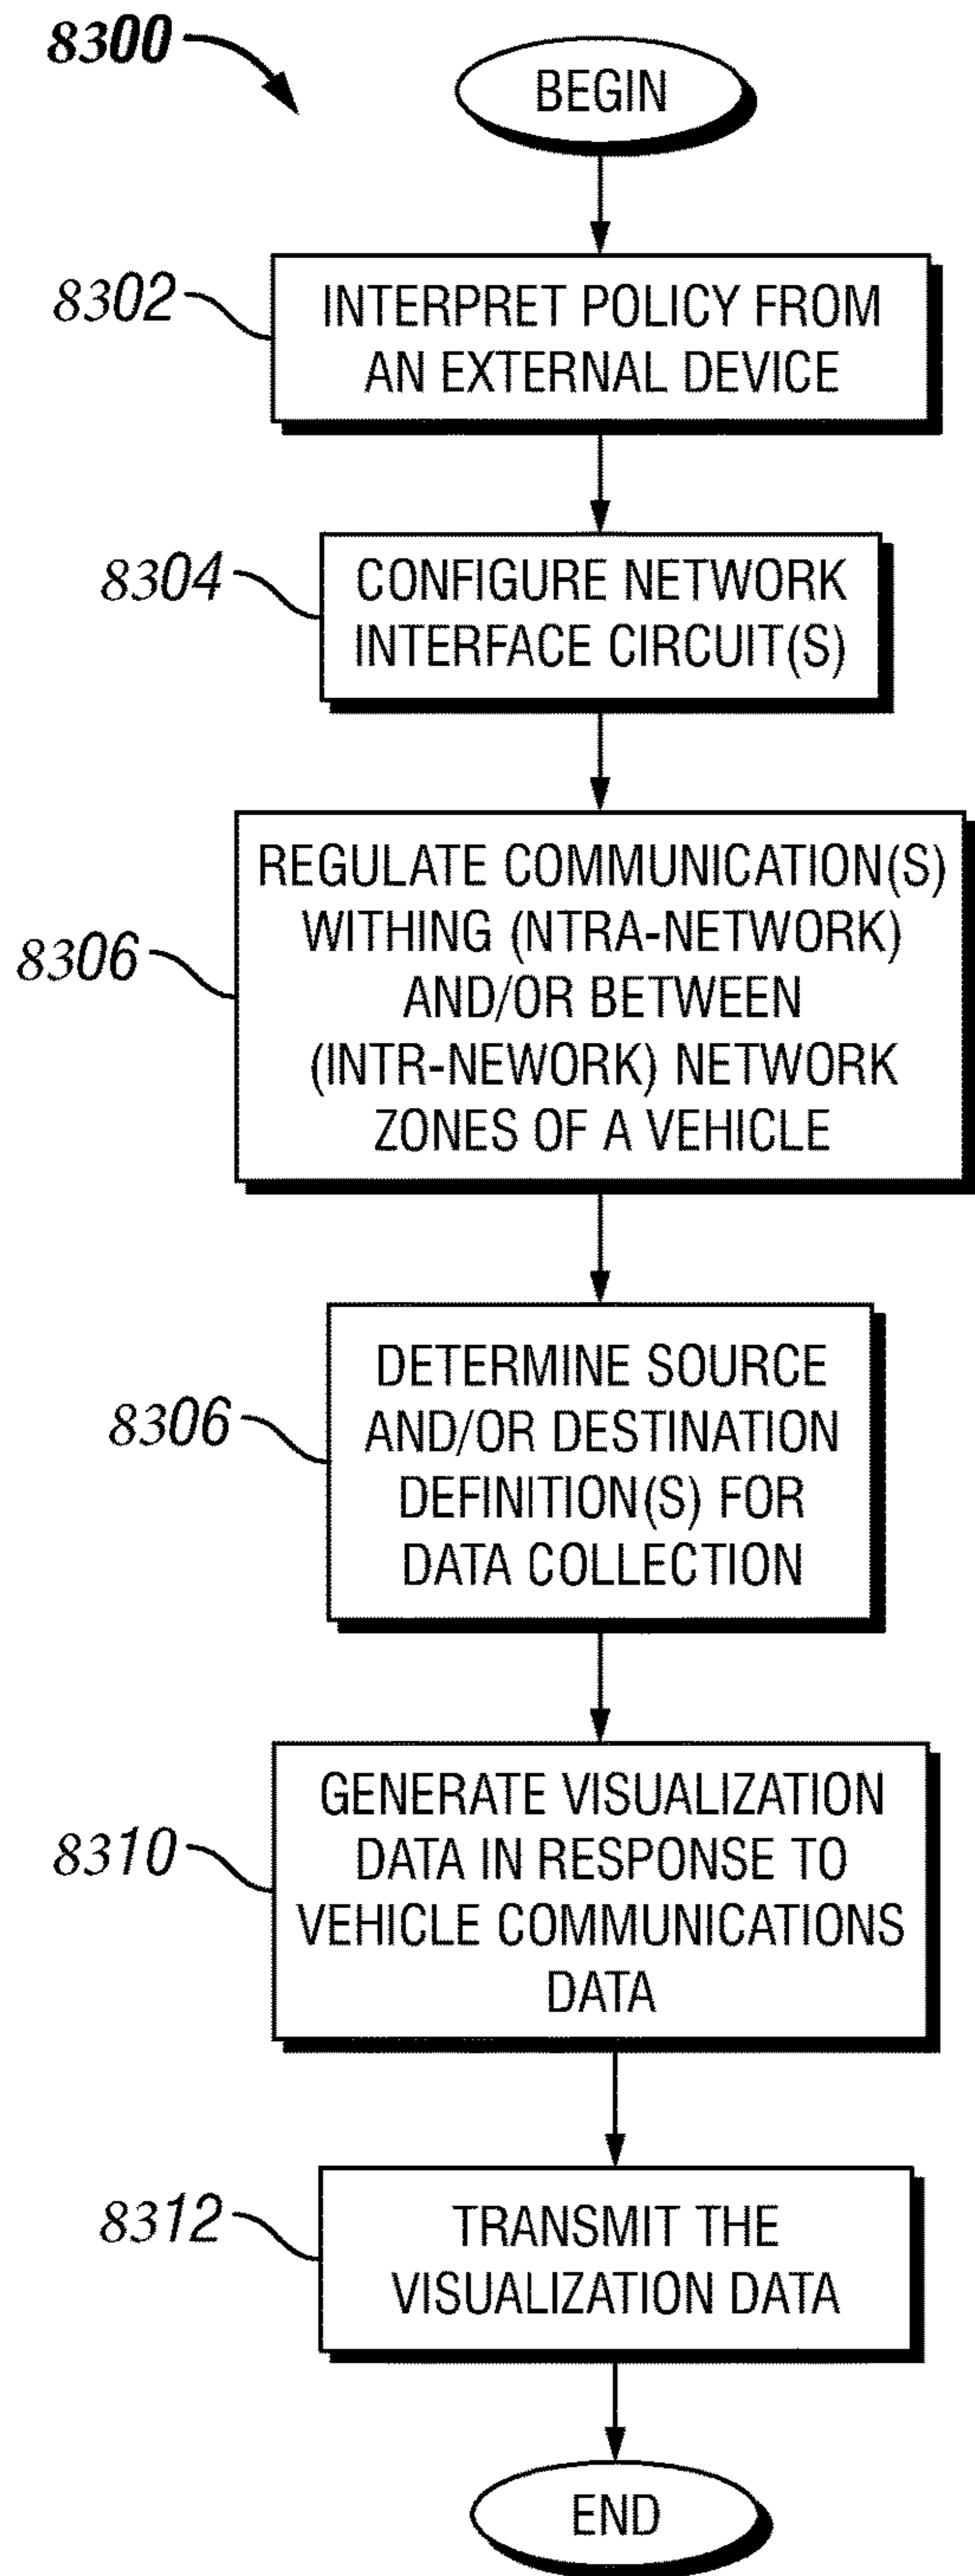 8300
BEGIN
8302
INTERPRET POLICY FROM
AN EXTERNAL DEVICE
8304
CONFIGURE NETWORK
INTERFACE CIRCUIT(S)
8306
REGULATE COMMUNICATION(S)
WITHING (NTRA-NETWORK)
AND/OR BETWEEN
(INTR-NEWORK) NETWORK
ZONES OF A VEHICLE
8306
DETERMINE SOURCE
AND/OR DESTINATION
DEFINITION(S) FOR
DATA COLLECTION
8310
GENERATE VISUALIZATION
DATA IN RESPONSE TO
VEHICLE COMMUNICATIONS
DATA
8312
TRANSMIT THE
VISUALIZATION DATA
END